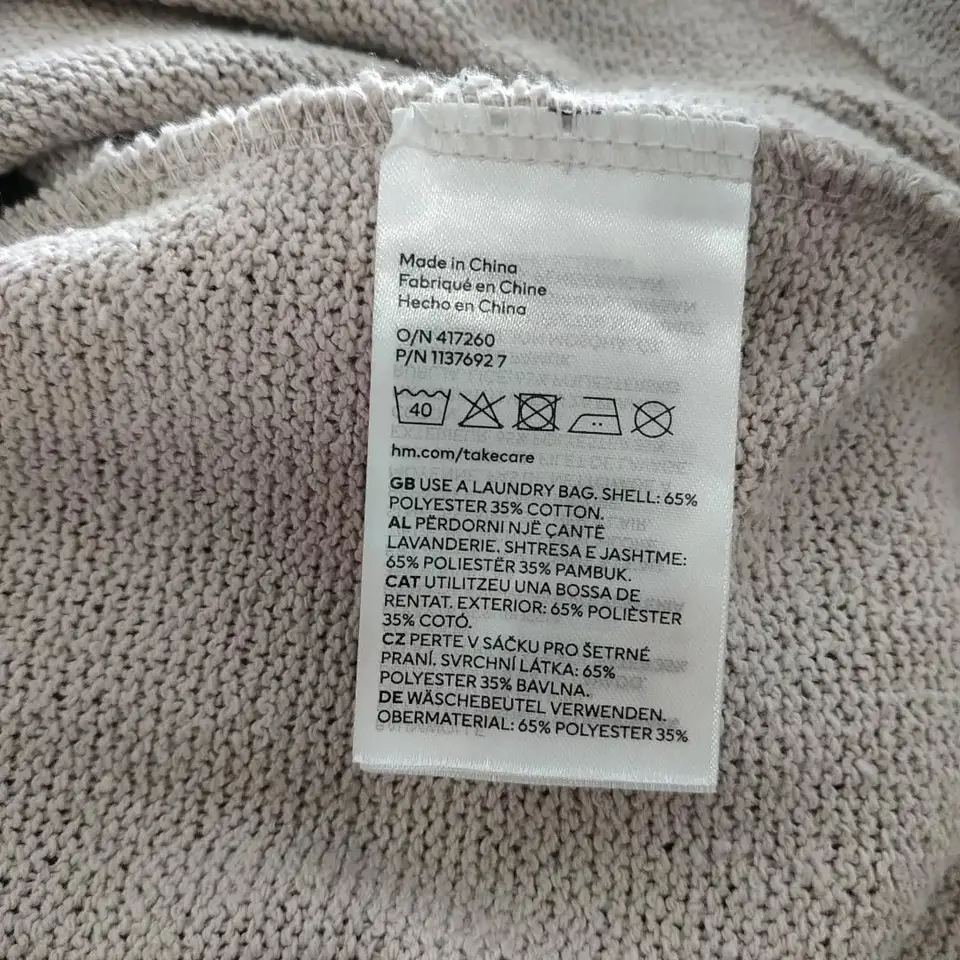 Made in China
Fabriqué en Chine
Hecho en China
O/N 417260
P/N 1137692 7
40
hm.com/takecare
GB USE A LAUNDRY BAG. SHELL: 65%
POLYESTER 35% COTTON.
AL PËRDORNI NJË ÇANTË
LAVANDERIE. SHTRESA E JASHTME:
65% POLIESTËR 35% PAMBUK.
CAT UTILITZEU UNA BOSSA DE
RENTAT. EXTERIOR: 65% POLIÈSTER
35% COTÓ.
CZ PERTE V SÁČKU PRO ŠETRNÉ
PRANÍ. SVRCHNÍ LÁTKA: 65%
POLYESTER 35% BAVLNA.
DE WÄSCHEBEUTEL VERWENDEN.
OBERMATERIAL: 65% POLYESTER 35%